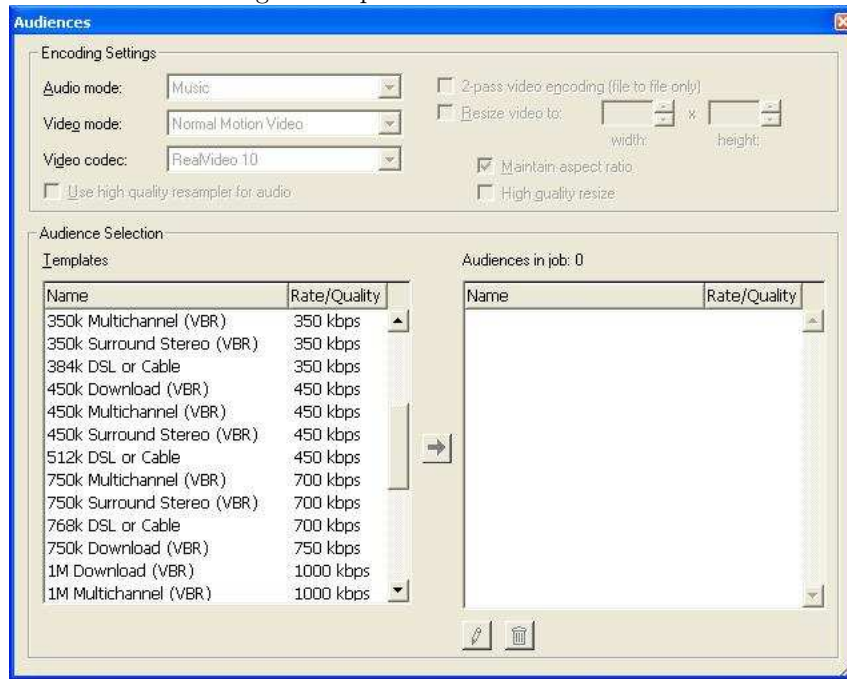 Audiences
Encoding Settings
Audio mode: Music
Video mode: Normal Motion Video
Video codec: RealVideo 10
Use high quality resampler for audio
2-pass video encoding (file to file only)
Resize video to: x
width: height:
Maintain aspect ratio
High quality resize
Audience Selection
Templates
Name Rate/Quality
350k Multichannel (VBR) 350 kbps
350k Surround Stereo (VBR) 350 kbps
384k DSL or Cable 350 kbps
450k Download (VBR) 450 kbps
450k Multichannel (VBR) 450 kbps
450k Surround Stereo (VBR) 450 kbps
512k DSL or Cable 450 kbps
750k Multichannel (VBR) 700 kbps
750k Surround Stereo (VBR) 700 kbps
768k DSL or Cable 700 kbps
750k Download (VBR) 750 kbps
1M Download (VBR) 1000 kbps
1M Multichannel (VBR) 1000 kbps
Audiences in job: 0
Name Rate/Quality